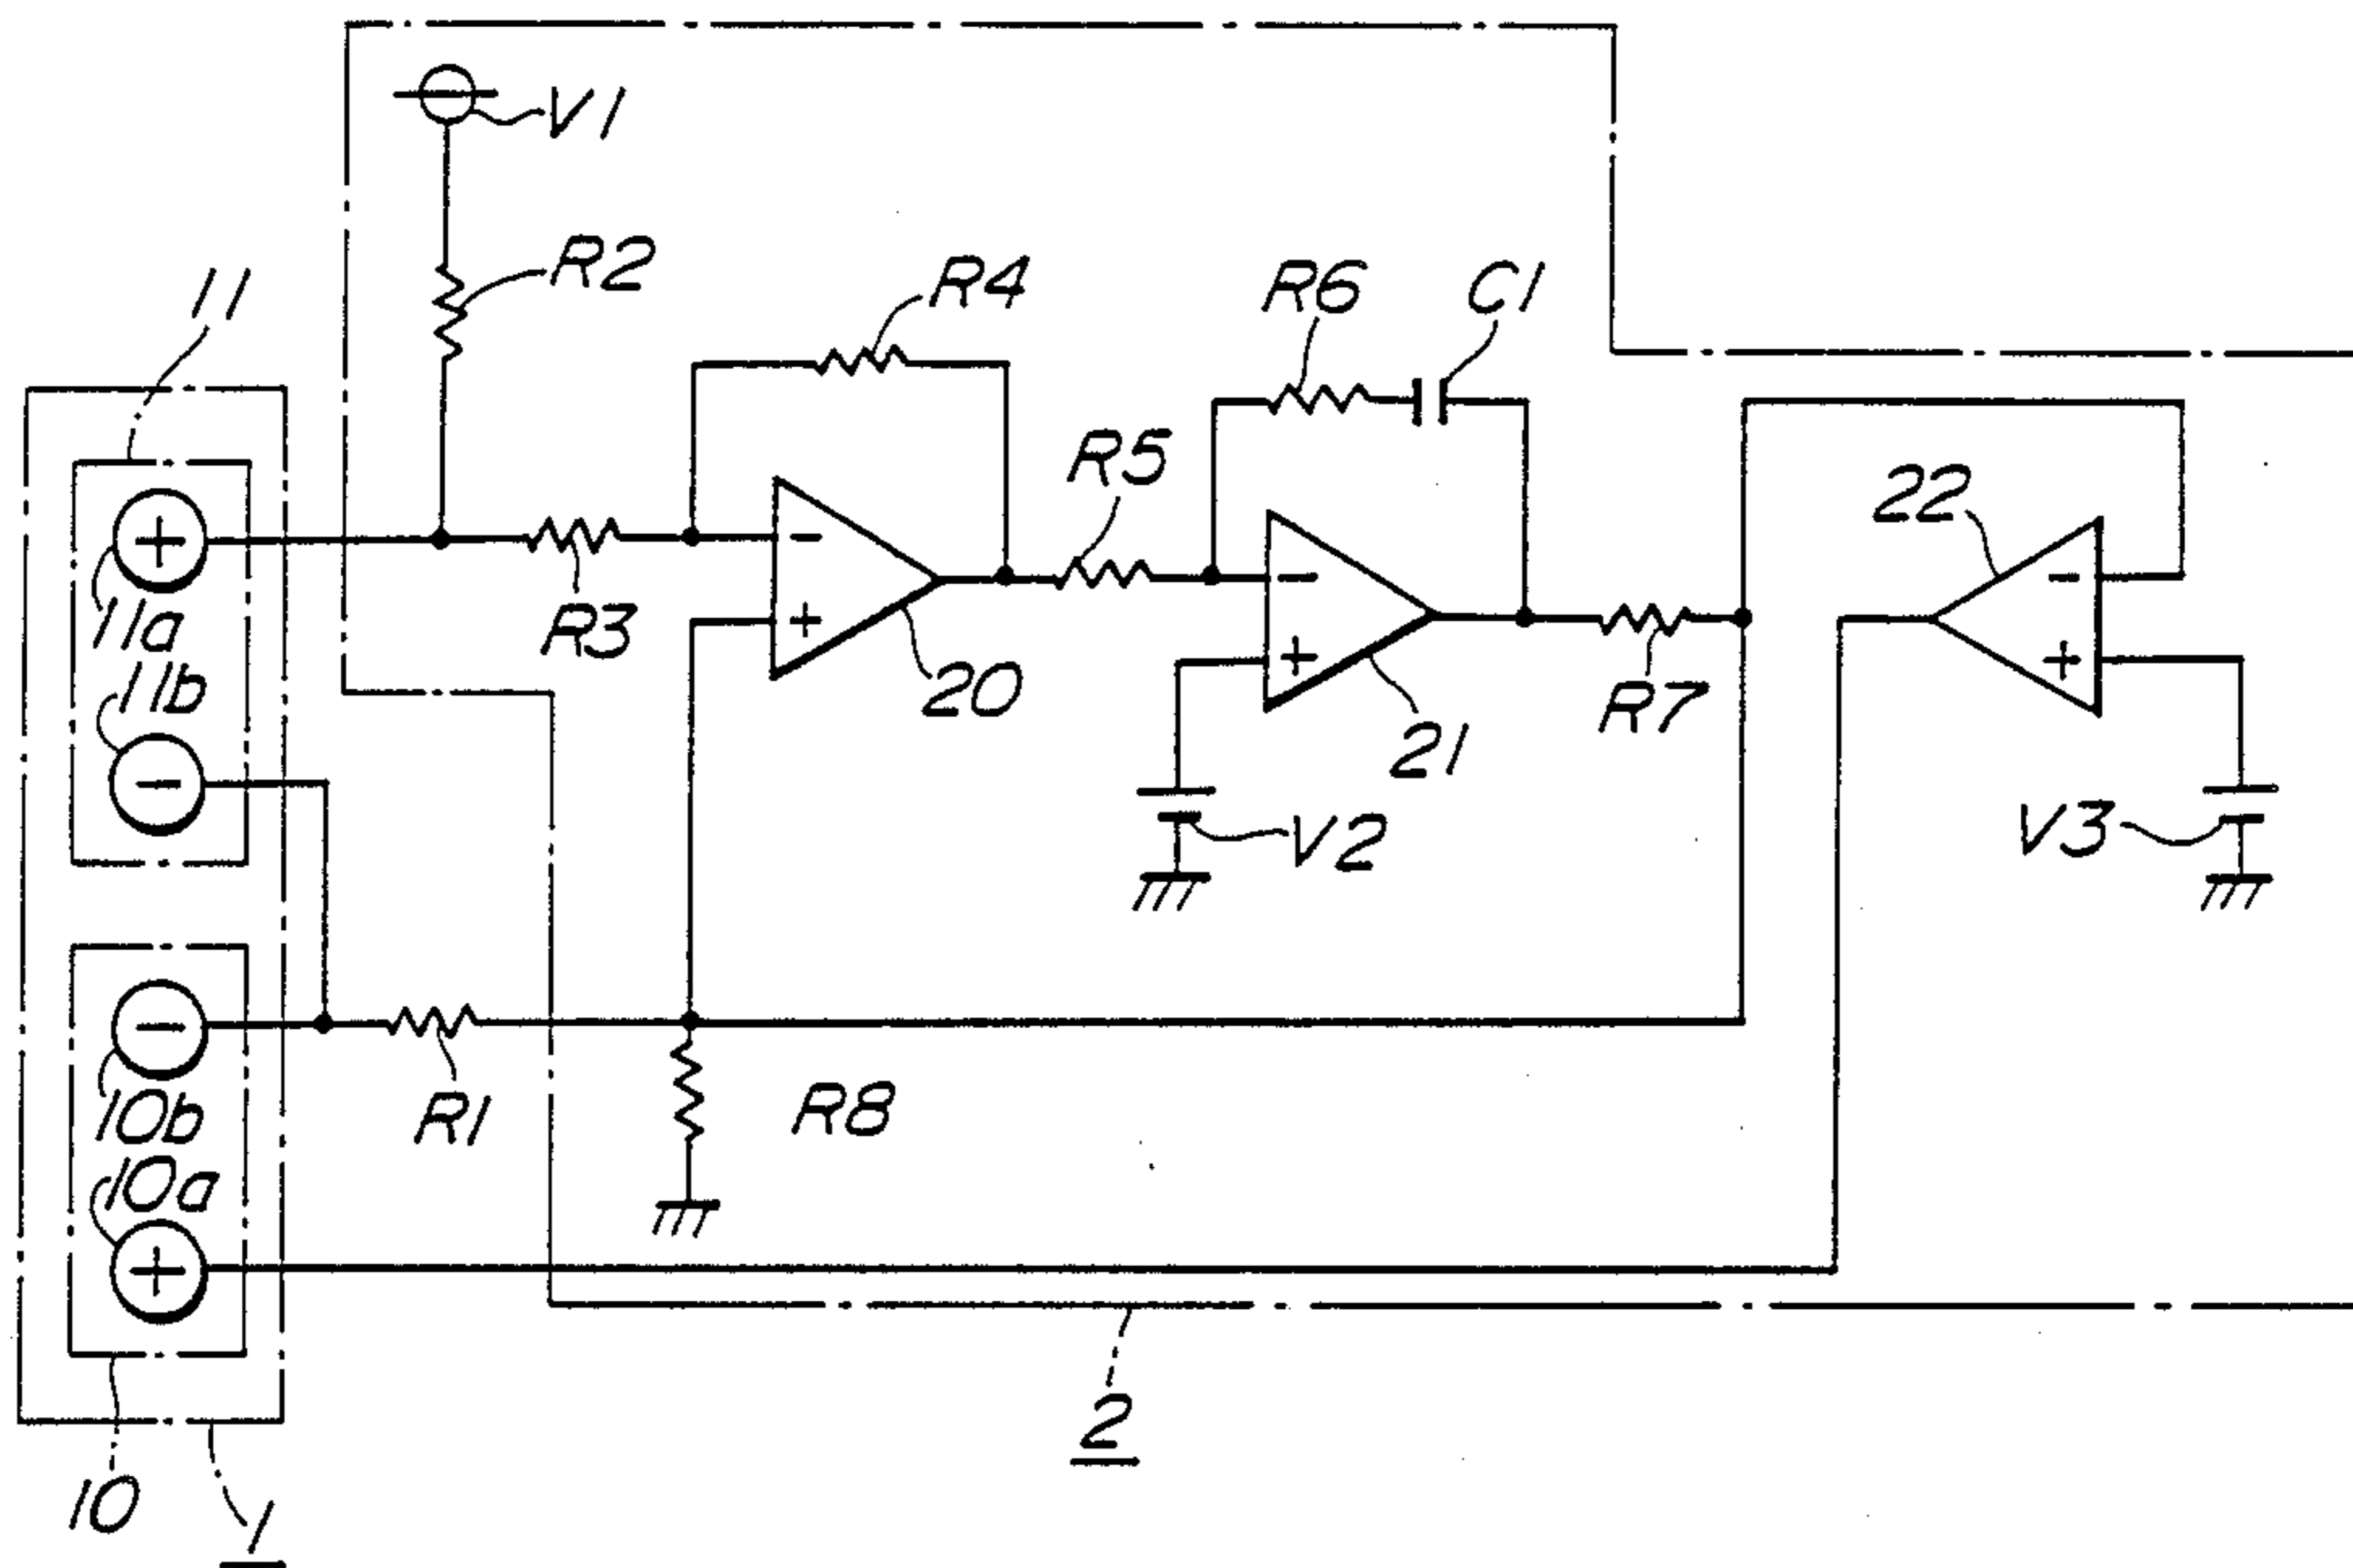 V1
R2
11
R4
R6
C1
R5
22
+
11a
R3
-
+
20
-
+
21
R7
-
+
11b
-
V2
V3
-
10b
R1
R8
10a
+
2
10
1